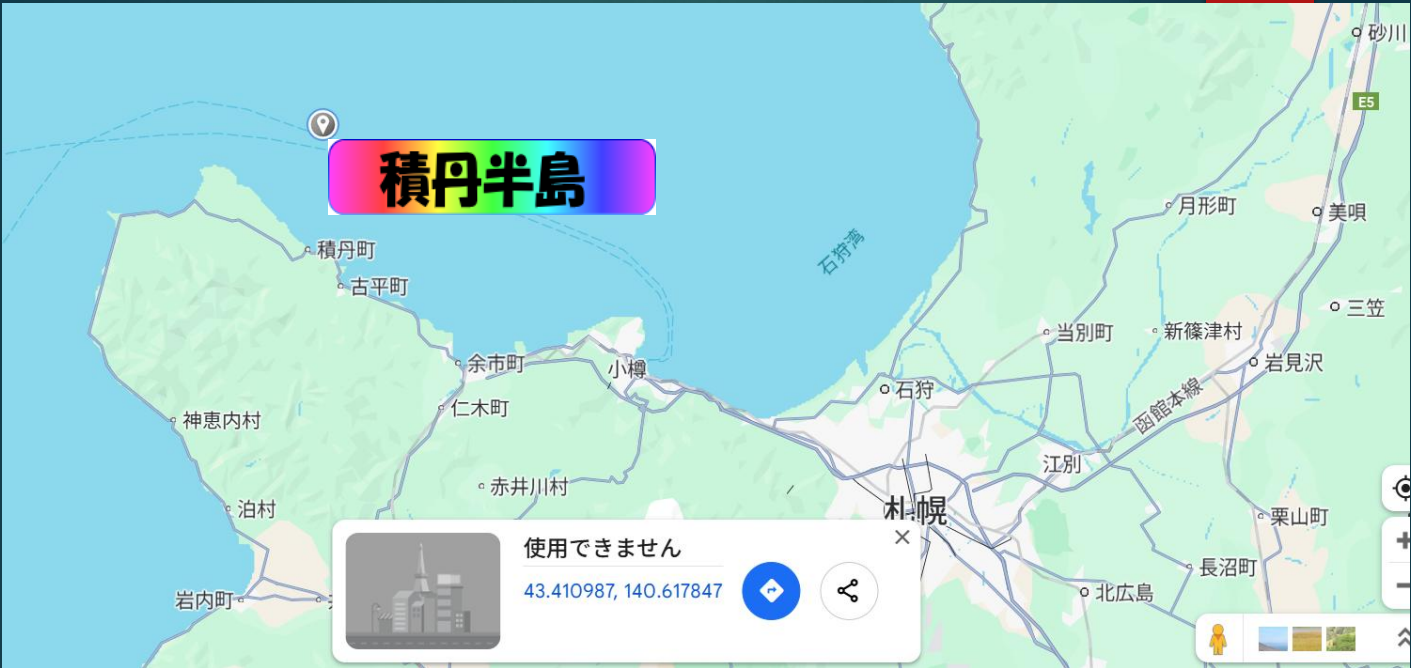 砂川
E5
積丹半島
月形町
美唄
石狩湾
積丹町
古平町
三笠
当別町
新篠津村
余市町
小樽
岩見沢
石狩
仁木町
函館本線
神恵内村
江別
赤井川村
泊村
札幌
栗山町
使用できません
43.410987, 140.617847
長沼町
北広島
岩内町